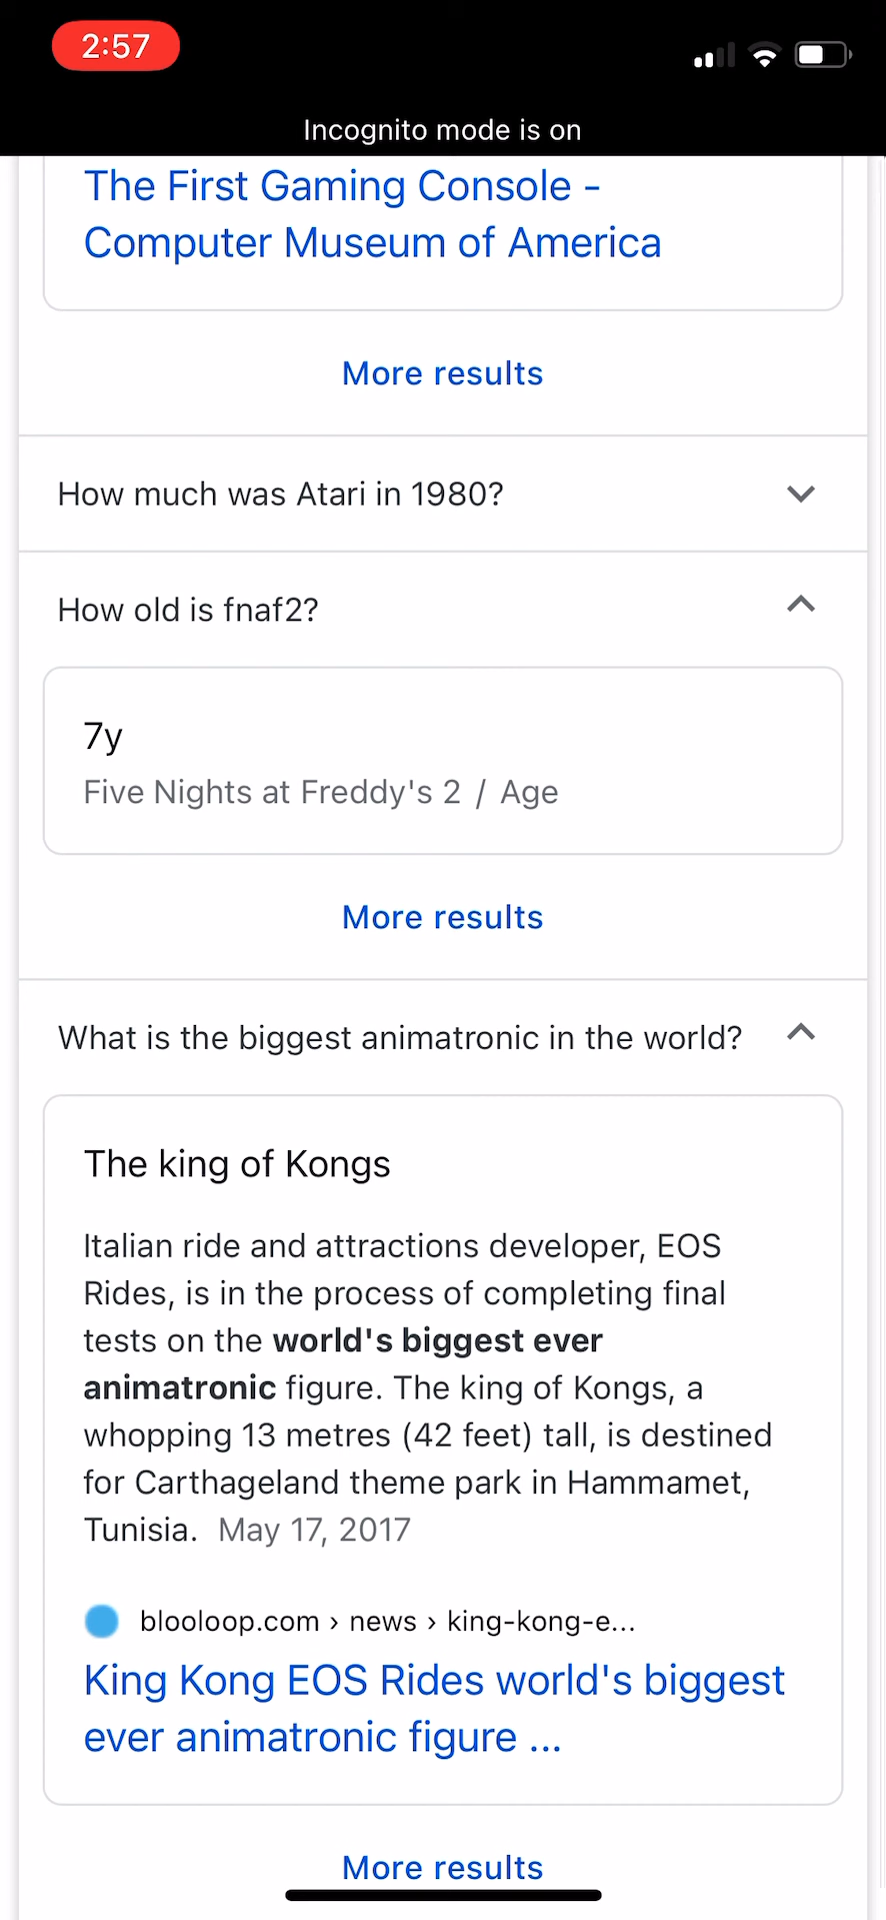 2:57
Incognito mode is on
The First Gaming Console -
Computer Museum of America
More results
How much was Atari in 1980?
How old is fnaf2?
7y
Five Nights at Freddy's 2 / Age
More results
What is the biggest animatronic in the world?
The king of Kongs
Italian ride and attractions developer, EOS
Rides, is in the process of completing final
tests on the world's biggest ever
animatronic figure. The king of Kongs, a
whopping 13 metres (42 feet) tall, is destined
for Carthageland theme park in Hammamet,
Tunisia. May 17, 2017
blooloop.com › news › king-kong-e...
King Kong EOS Rides world's biggest
ever animatronic figure ...
More results